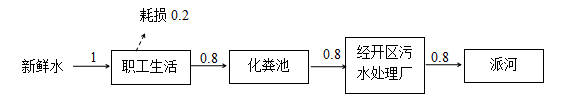 耗损 0.2
新鲜水
1
职工生活
0.8
化粪池
0.8
经开区污
水处理厂
0.8
派河